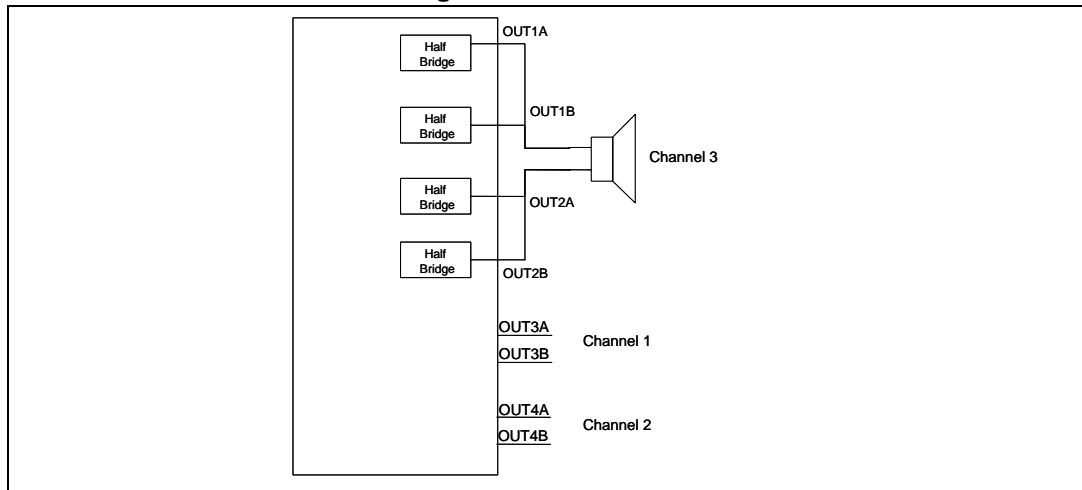 OUT1A
Half
Bridge
OUT1B
Half
Bridge
Channel 3
Half
Bridge
OUT2A
Half
Bridge
OUT2B
OUT3A
Channel 1
OUT3B
OUT4A
Channel 2
OUT4B